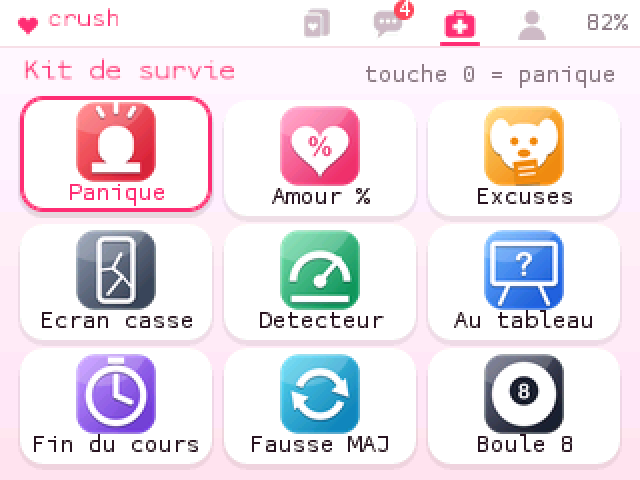 crush
4
82%
Kit de survie
touche 0 = panique
Panique
%
Amour %
Excuses
Ecran casse
Detecteur
?
Au tableau
Fin du cours
Fausse MAJ
8
Boule 8